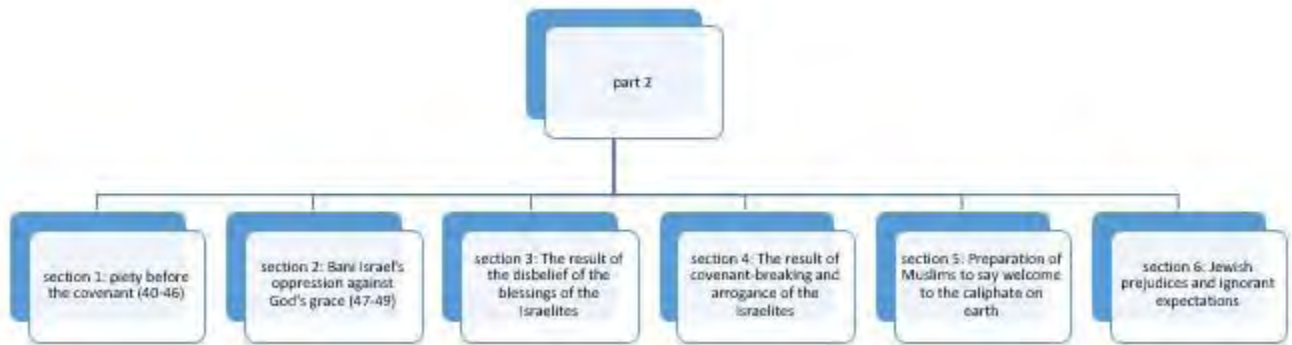 part 2
section 1: piety before
the covenant (40-46)
section 2: Bani Israel's
oppression against
God's grace (47-49)
section 3: The result of
the disbelief of the
blessings of the
Israelites
section 4: The result of
covenant-breaking and
arrogance of the
Israelites
section 5: Preparation of
Muslims to say welcome
to the caliphate on
earth
section 6: Jewish
prejudices and ignorant
expectations